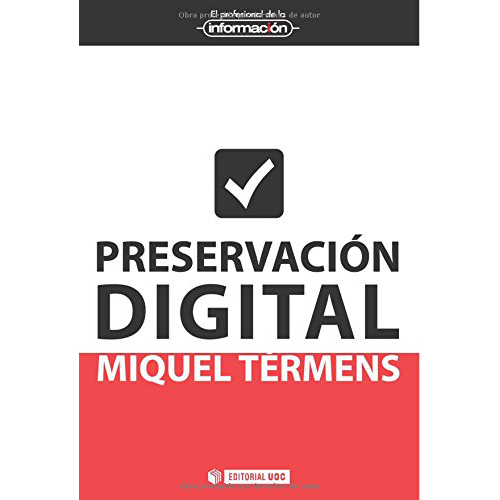 El profesional de la
información
PRESERVACIÓN
DIGITAL
MIQUEL TÉRMENS
EDITORIAL UOC